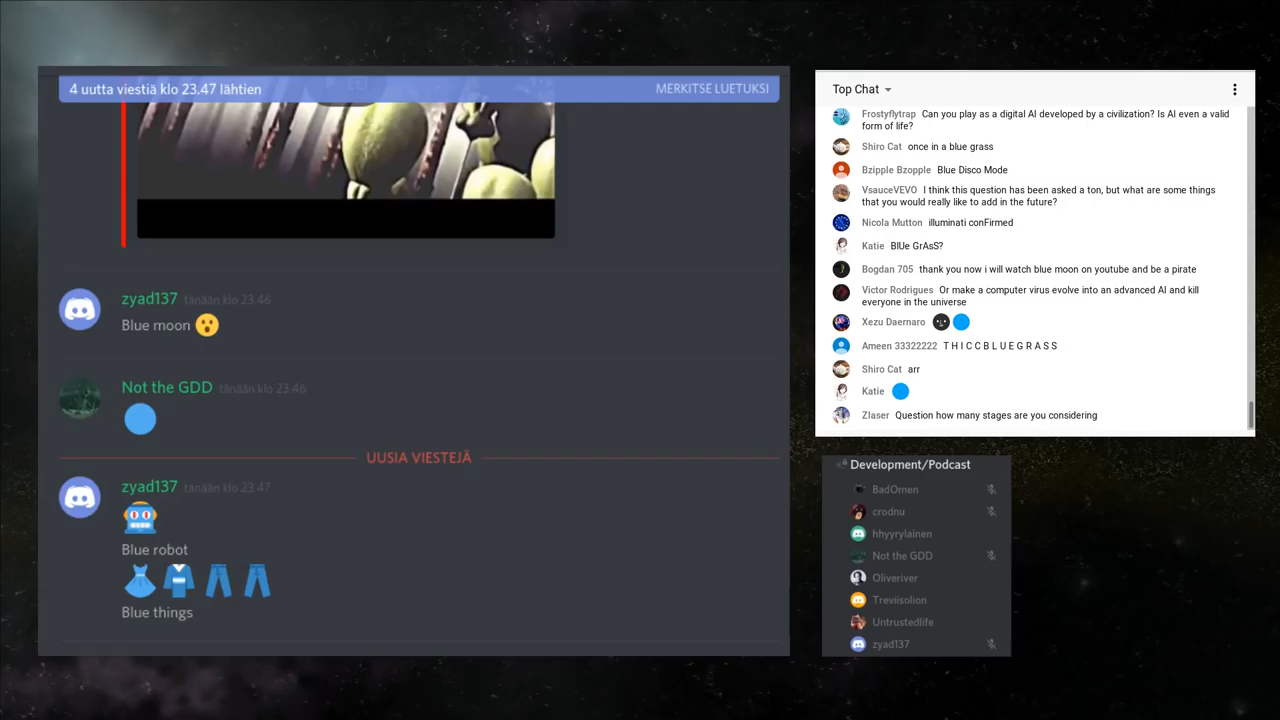 4 uutta viestiä klo 23.47 lähtien
MERKITSE LUETUKSI
zyad137 tänään klo 23.46
Blue moon
Not the GDD tänään klo 23.46
UUSIA VIESTEJÄ
zyad137 tänään klo 23.47
Blue robot
Blue things
Top Chat
Frostyflytrap Can you play as a digital AI developed by a civilization? Is AI even a valid
form of life?
Shiro Cat once in a blue grass
Bzipple Bzopple Blue Disco Mode
VsauceVEVO I think this question has been asked a ton, but what are some things
that you would really like to add in the future?
Nicola Mutton illuminati conFirmed
Katie BlUe GrAsS?
Bogdan 705 thank you now i will watch blue moon on youtube and be a pirate
Victor Rodrigues Or make a computer virus evolve into an advanced AI and kill
everyone in the universe
Xezu Daernaro
Ameen 33322222 T H I C C B L U E G R A S S
Shiro Cat arr
Katie
Zlaser Question how many stages are you considering
Development/Podcast
BadOmen
crodnu
hhyyrylainen
Not the GDD
Oliveriver
Treviisolion
Untrustedlife
zyad137